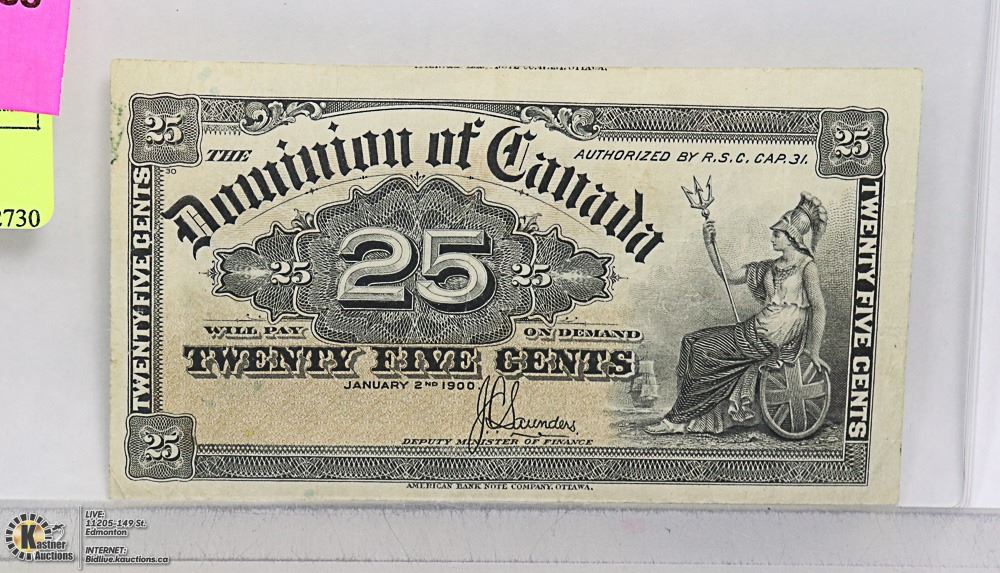 2730
25
25
THE
Dominion of Canada
AUTHORIZED BY R.S.C. CAP. 31.
30
TWENTY FIVE CENTS
TWENTY FIVE CENTS
25
25
25
WILL PAY
ON DEMAND
TWENTY FIVE CENTS
JANUARY 2ND 1900
J C Saunders
DEPUTY MINISTER OF FINANCE
25
AMERICAN BANK NOTE COMPANY, OTTAWA.
Kastner
Auctions
LIVE:
11205-149 St.
Edmonton
INTERNET:
Bidlive.kauctions.ca